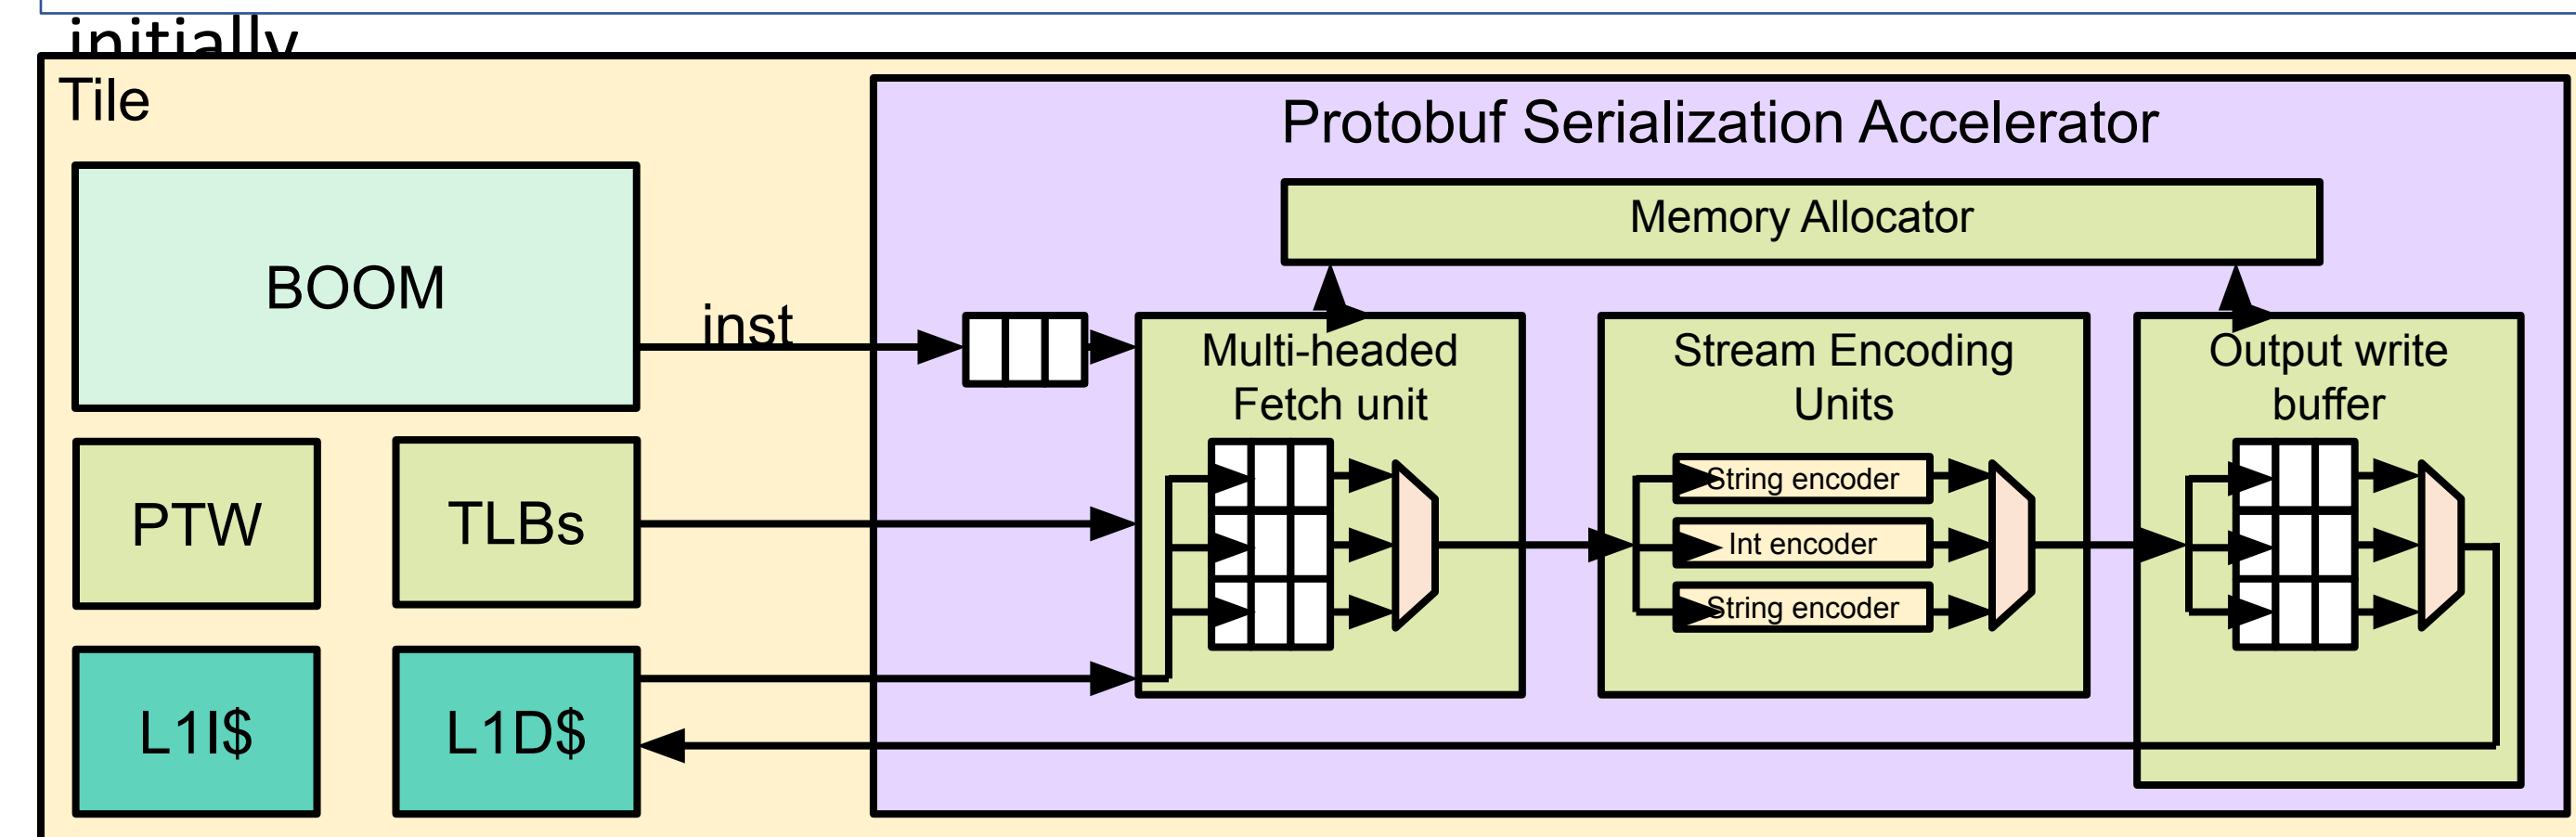 initially
Tile
Protobuf Serialization Accelerator
Memory Allocator
BOOM
inst
Multi-headed
Fetch unit
Stream Encoding
Units
Output write
buffer
String encoder
Int encoder
String encoder
PTW
TLBs
L1I$
L1D$